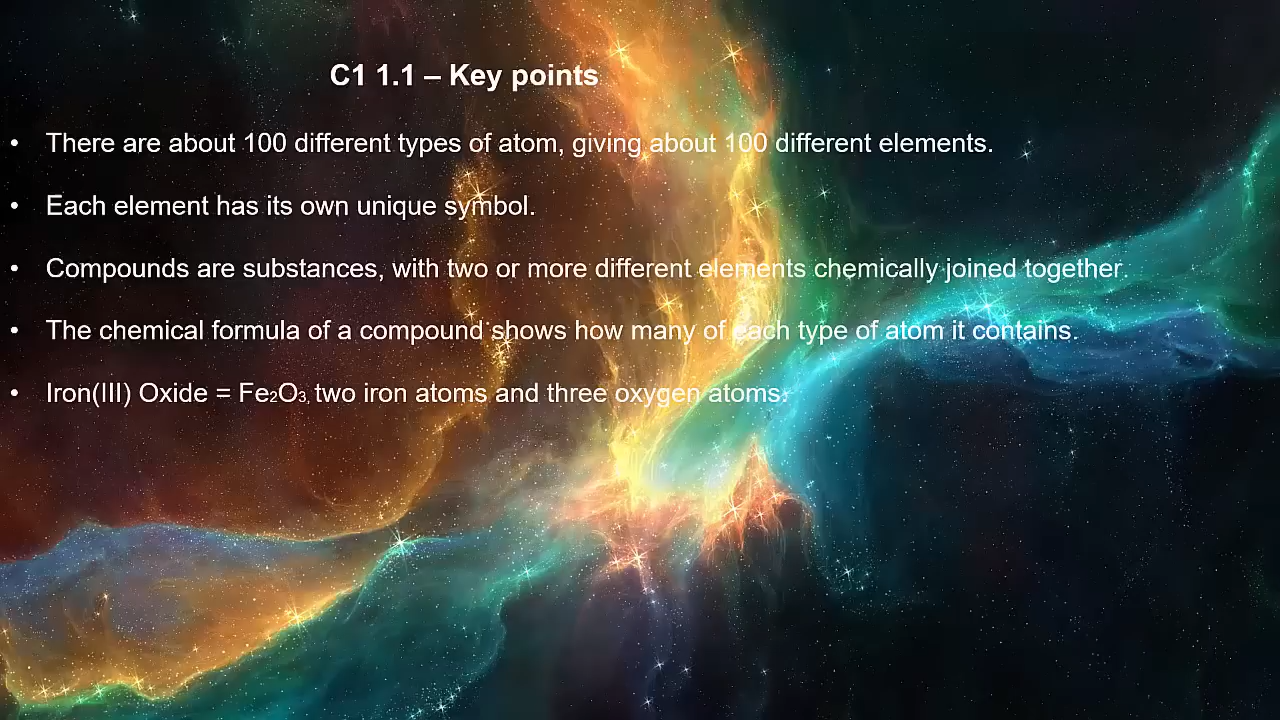 C1 1.1 – Key points
• There are about 100 different types of atom, giving about 100 different elements.
• Each element has its own unique symbol.
• Compounds are substances, with two or more different elements chemically joined together.
• The chemical formula of a compound shows how many of each type of atom it contains.
• Iron(III) Oxide = Fe₂O₃, two iron atoms and three oxygen atoms.